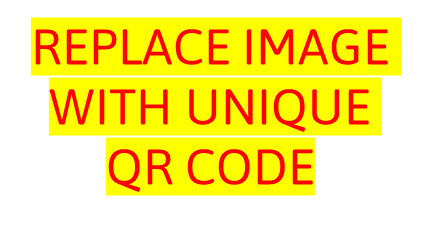 REPLACE IMAGE
WITH UNIQUE
QR CODE